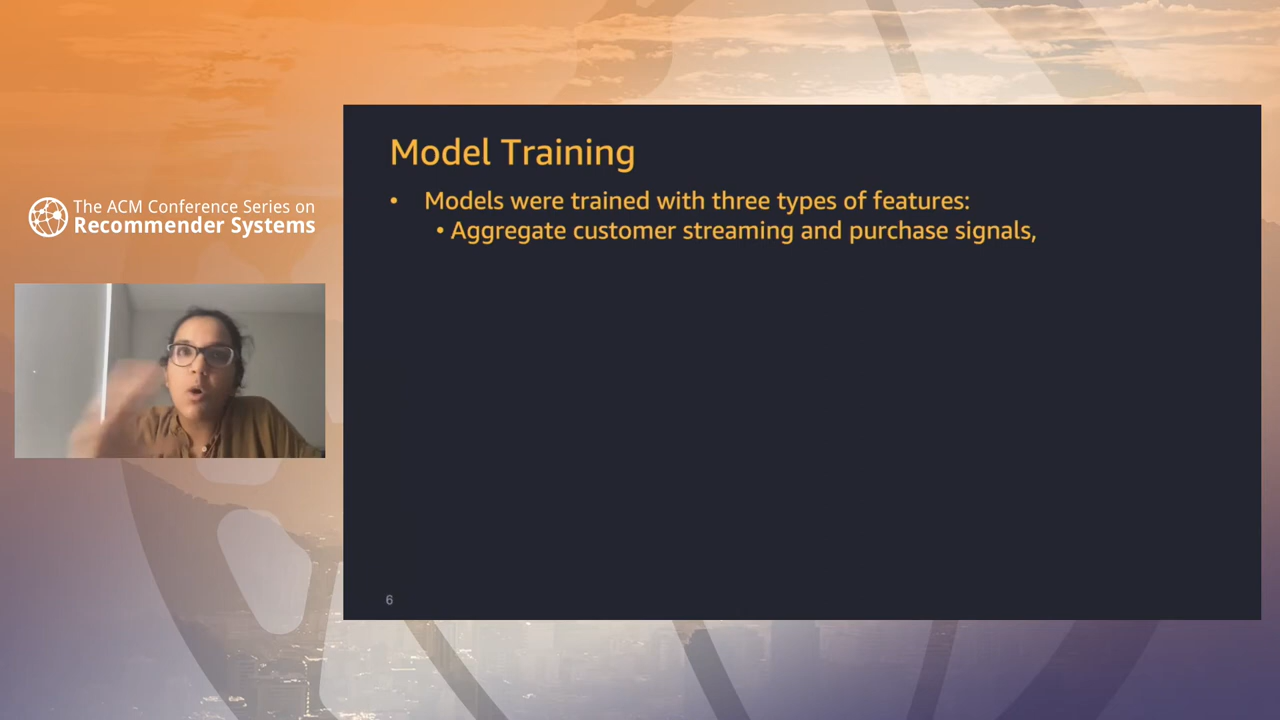 The ACM Conference Series on
Recommender Systems
Model Training
• Models were trained with three types of features:
• Aggregate customer streaming and purchase signals,
6